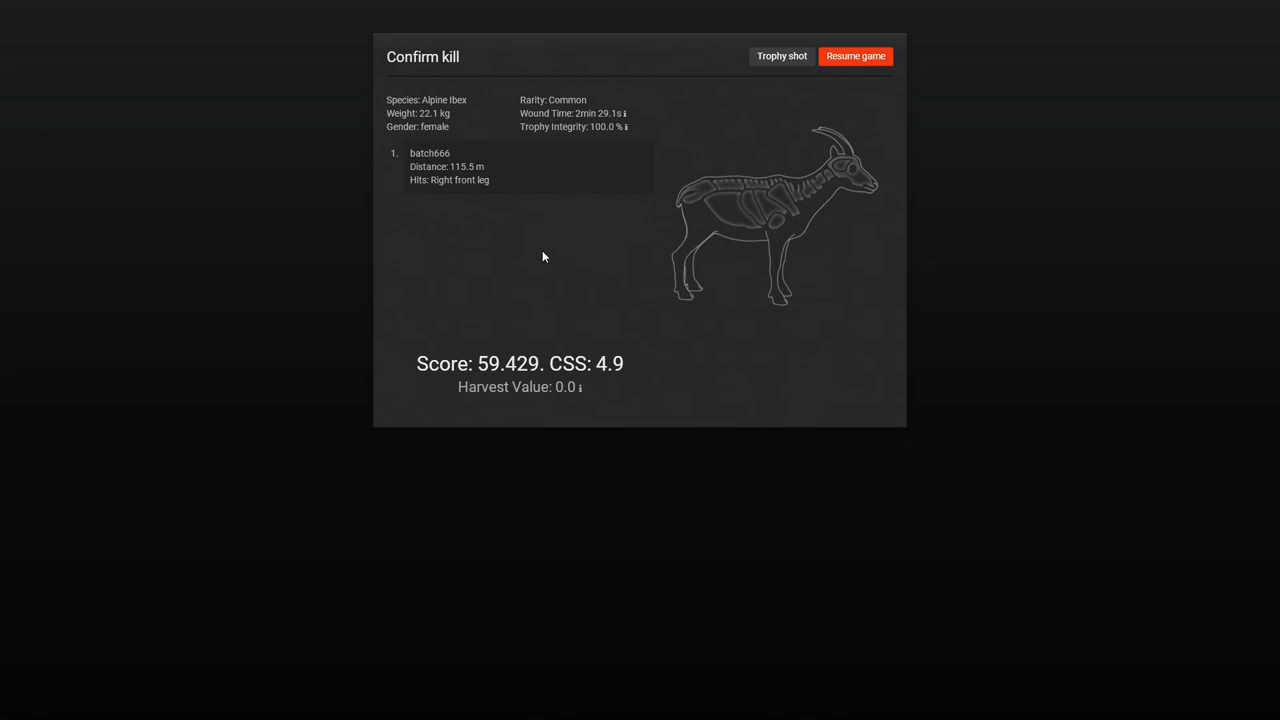 Confirm kill
Trophy shot
Resume game
Species: Alpine Ibex
Weight: 22.1 kg
Gender: female
Rarity: Common
Wound Time: 2min 29.1s i
Trophy Integrity: 100.0 % i
1. batch666
Distance: 115.5 m
Hits: Right front leg
Score: 59.429. CSS: 4.9
Harvest Value: 0.0 i